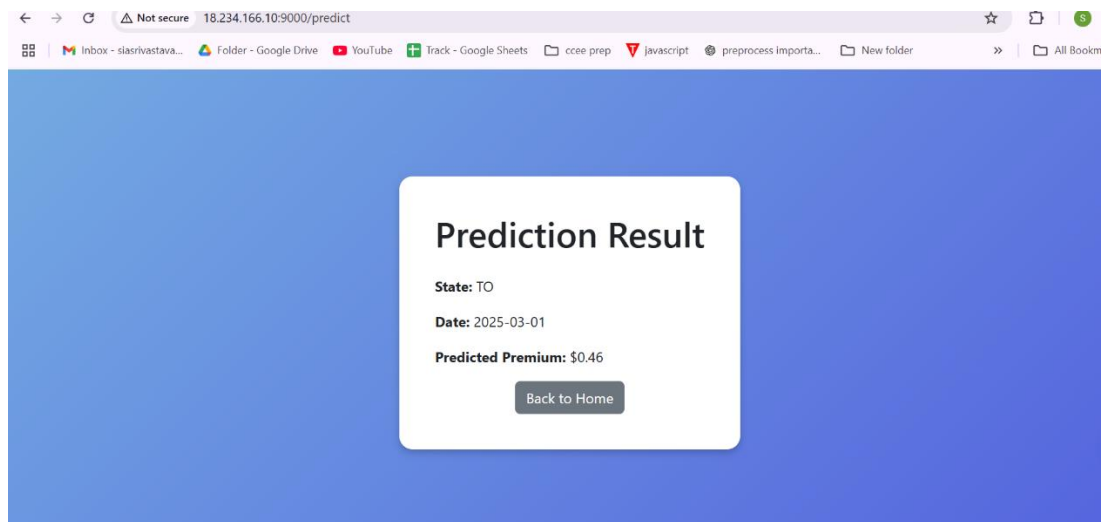 Not secure 18.234.166.10:9000/predict
S
Inbox - siasrivastava... Folder - Google Drive YouTube Track - Google Sheets ccee prep javascript preprocess importa... New folder » All Bookm
Prediction Result
State: TO
Date: 2025-03-01
Predicted Premium: $0.46
Back to Home